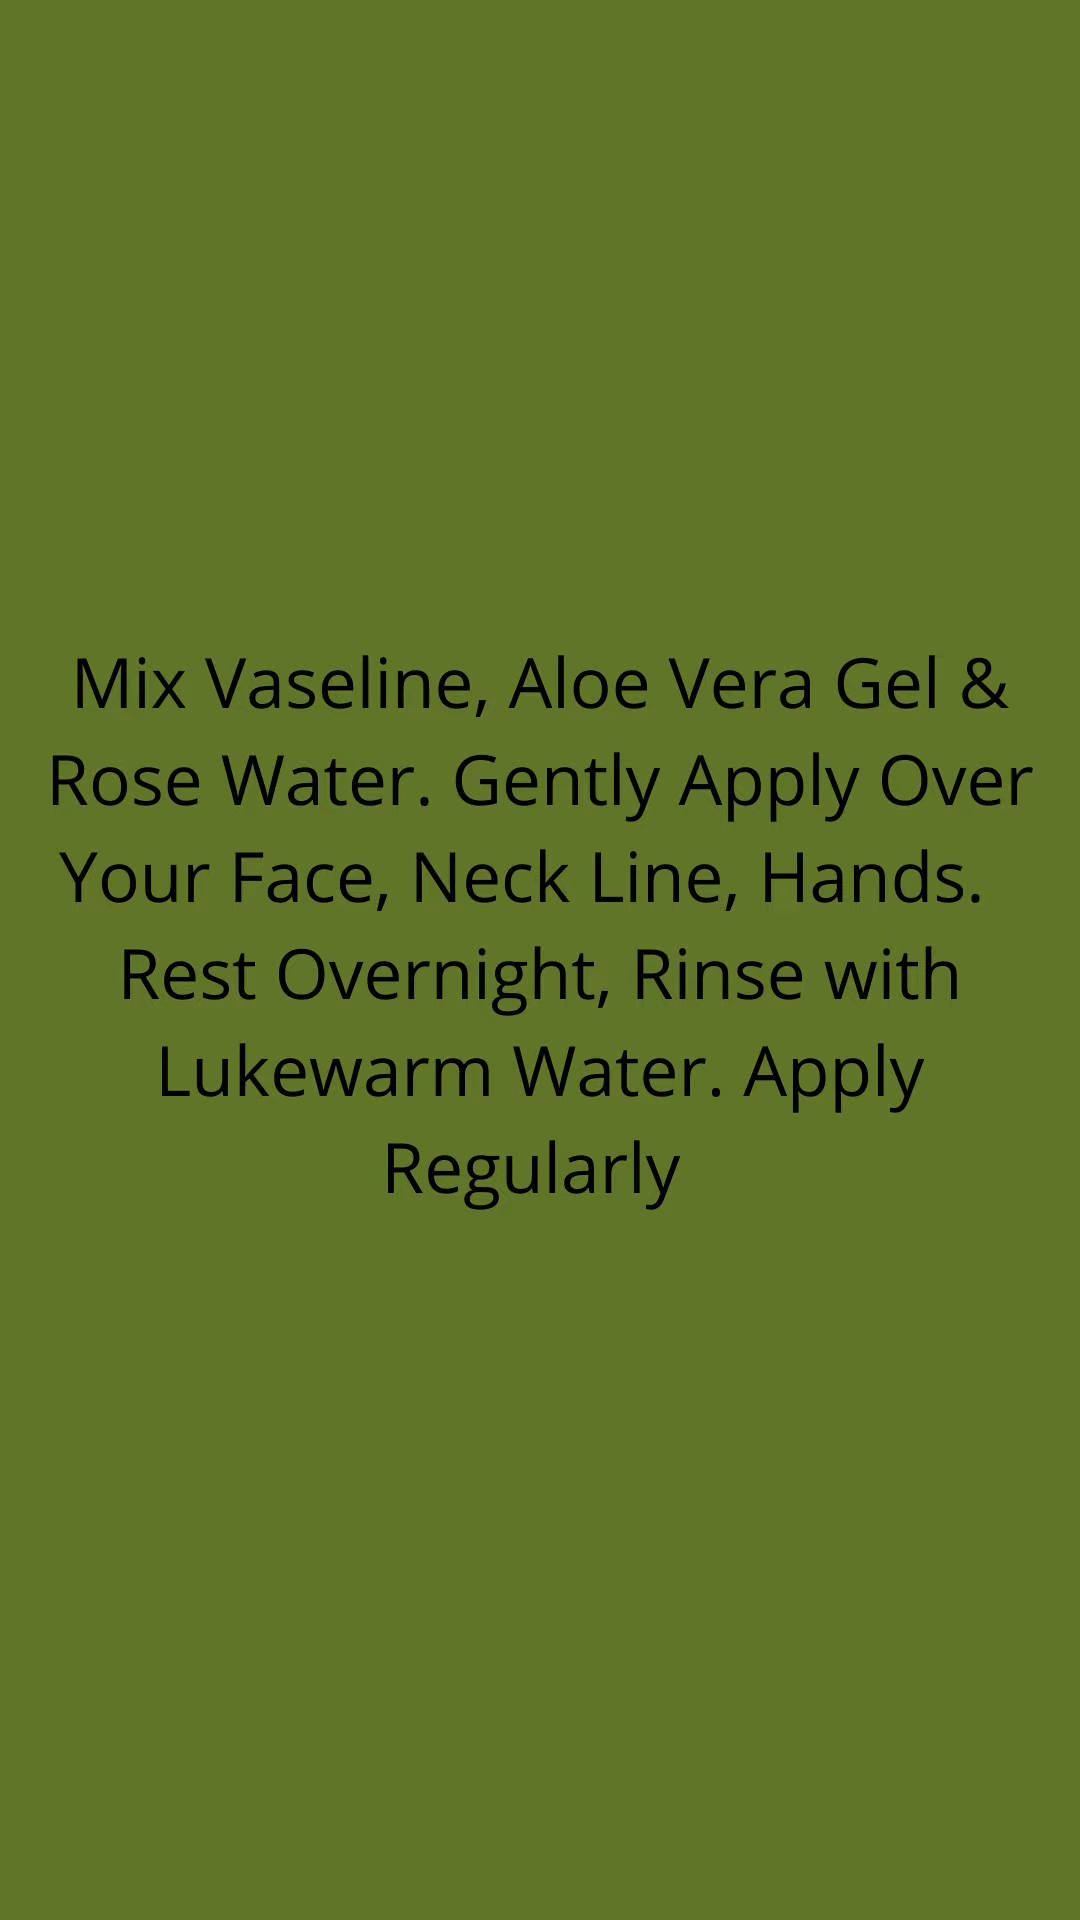 Mix Vaseline, Aloe Vera Gel &
Rose Water. Gently Apply Over
Your Face, Neck Line, Hands.
Rest Overnight, Rinse with
Lukewarm Water. Apply
Regularly